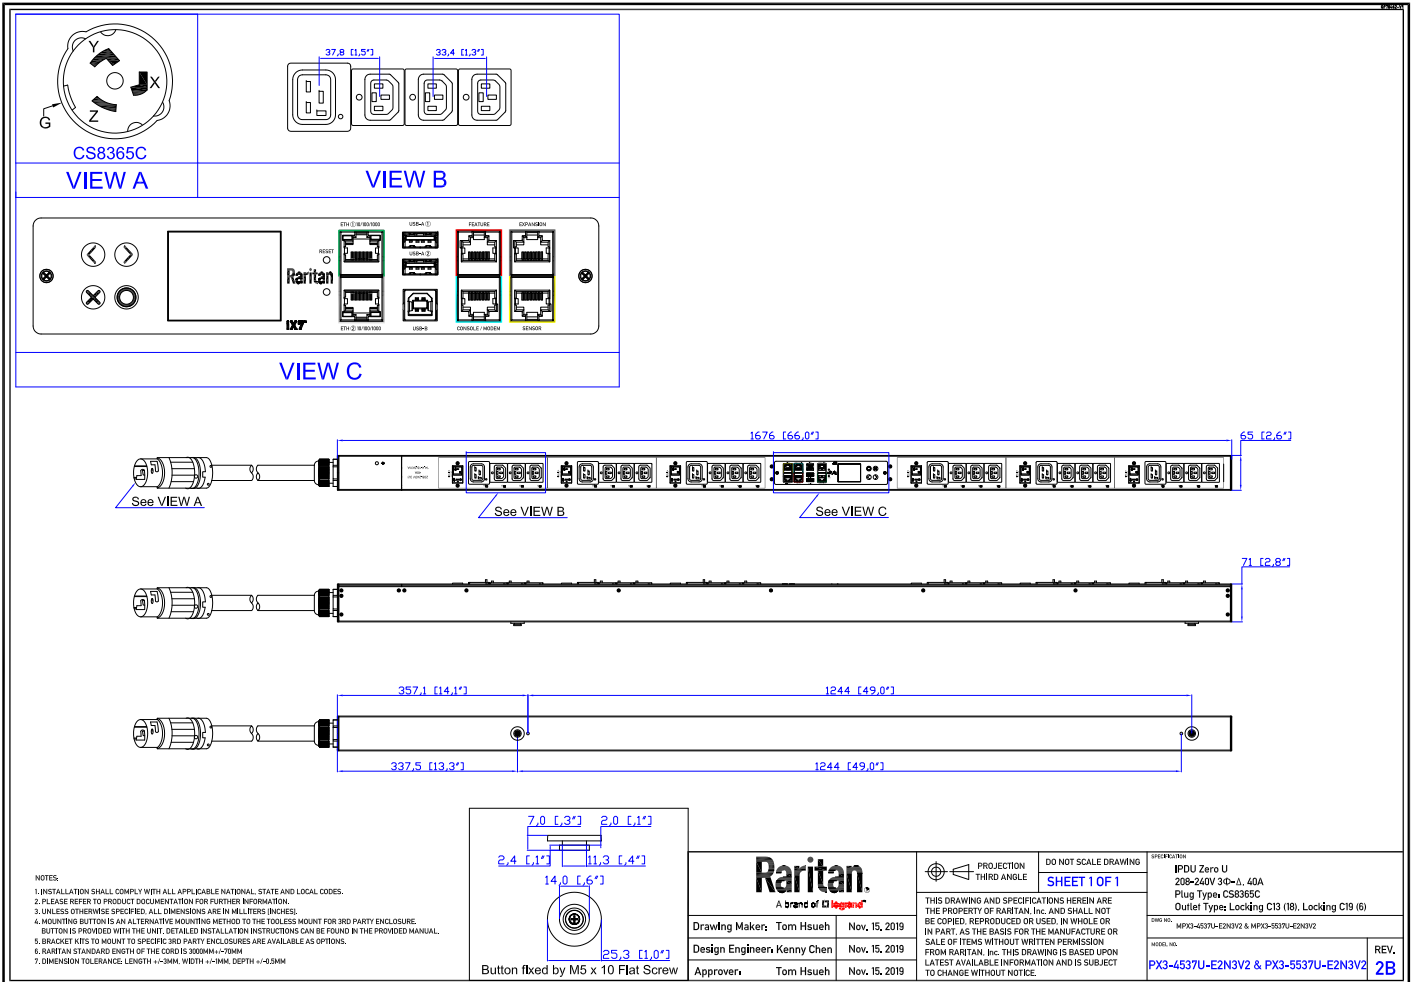 Y
X
Z
G
CS8365C
VIEW A
37,8 [1,5"]
33,4 [1,3"]
VIEW B
ETH ① 10/100/1000
USB-A ①
FEATURE
EXPANSION
RESET
USB-A ②
Raritan
iX7
ETH ② 10/100/1000
USB-B
CONSOLE / MODEM
SENSOR
VIEW C
1676 [66,0"]
65 [2,6"]
See VIEW A
See VIEW B
See VIEW C
71 [2,8"]
357,1 [14,1"]
1244 [49,0"]
337,5 [13,3"]
1244 [49,0"]
7,0 [,3"]
2,0 [,1"]
2,4 [,1"]
11,3 [,4"]
14,0 [,6"]
25,3 [1,0"]
Button fixed by M5 x 10 Flat Screw
NOTES:
1. INSTALLATION SHALL COMPLY WITH ALL APPLICABLE NATIONAL, STATE AND LOCAL CODES.
2. PLEASE REFER TO PRODUCT DOCUMENTATION FOR FURTHER INFORMATION.
3. UNLESS OTHERWISE SPECIFIED, ALL DIMENSIONS ARE IN MILLITERS [INCHES].
4. MOUNTING BUTTON IS AN ALTERNATIVE MOUNTING METHOD TO THE TOOLESS MOUNT FOR 3RD PARTY ENCLOSURE.
BUTTON IS PROVIDED WITH THE UNIT. DETAILED INSTALLATION INSTRUCTIONS CAN BE FOUND IN THE PROVIDED MANUAL.
5. BRACKET KITS TO MOUNT TO SPECIFIC 3RD PARTY ENCLOSURES ARE AVAILABLE AS OPTIONS.
6. RARITAN STANDARD ENGTH OF THE CORD IS 3000MM+/-70MM
7. DIMENSION TOLERANCE: LENGTH +/-3MM, WIDTH +/-1MM, DEPTH +/-0.5MM
Raritan.
A brand of legrand
Drawing Maker: Tom Hsueh Nov. 15, 2019
Design Engineer: Kenny Chen Nov. 15, 2019
Approver: Tom Hsueh Nov. 15, 2019
PROJECTION
THIRD ANGLE
DO NOT SCALE DRAWING
SHEET 1 OF 1
THIS DRAWING AND SPECIFICATIONS HEREIN ARE
THE PROPERTY OF RARITAN, Inc. AND SHALL NOT
BE COPIED, REPRODUCED OR USED, IN WHOLE OR
IN PART, AS THE BASIS FOR THE MANUFACTURE OR
SALE OF ITEMS WITHOUT WRITTEN PERMISSION
FROM RARITAN, Inc. THIS DRAWING IS BASED UPON
LATEST AVAILABLE INFORMATION AND IS SUBJECT
TO CHANGE WITHOUT NOTICE.
SPECIFICATION
IPDU Zero U
208-240V 3Φ-Δ, 40A
Plug Type: CS8365C
Outlet Type: Locking C13 (18), Locking C19 (6)
DWG NO.
MPX3-4537U-E2N3V2 & MPX3-5537U-E2N3V2
MODEL NO.
PX3-4537U-E2N3V2 & PX3-5537U-E2N3V2
REV.
2B